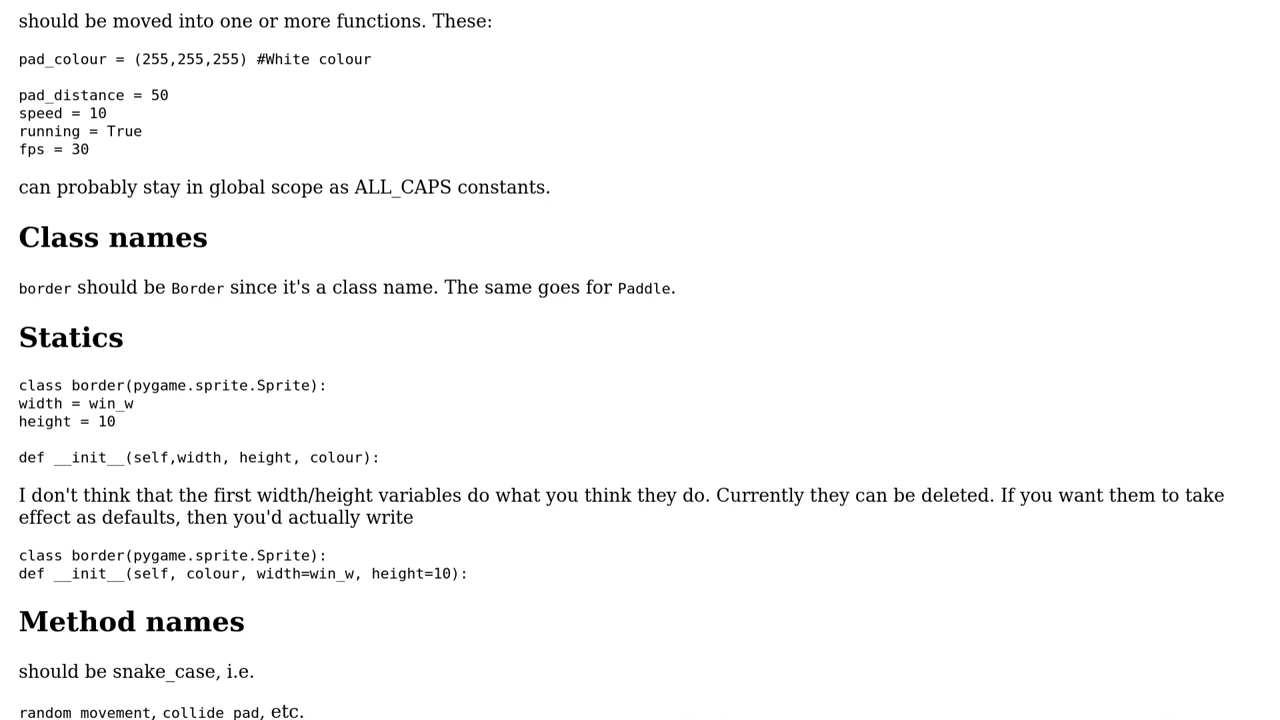 should be moved into one or more functions. These:
pad_colour = (255,255,255) #White colour
pad_distance = 50
speed = 10
running = True
fps = 30
can probably stay in global scope as ALL_CAPS constants.
Class names
border should be Border since it's a class name. The same goes for Paddle.
Statics
class border(pygame.sprite.Sprite):
width = win_w
height = 10
def __init__(self,width, height, colour):
I don't think that the first width/height variables do what you think they do. Currently they can be deleted. If you want them to take
effect as defaults, then you'd actually write
class border(pygame.sprite.Sprite):
def __init__(self, colour, width=win_w, height=10):
Method names
should be snake_case, i.e.
random_movement, collide_pad, etc.